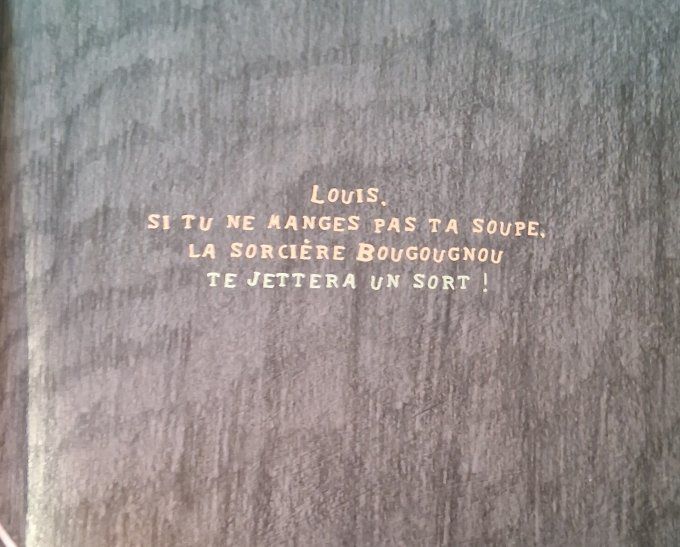 Louis,
si tu ne manges pas ta soupe,
la sorcière Bougougnou
te jettera un sort !